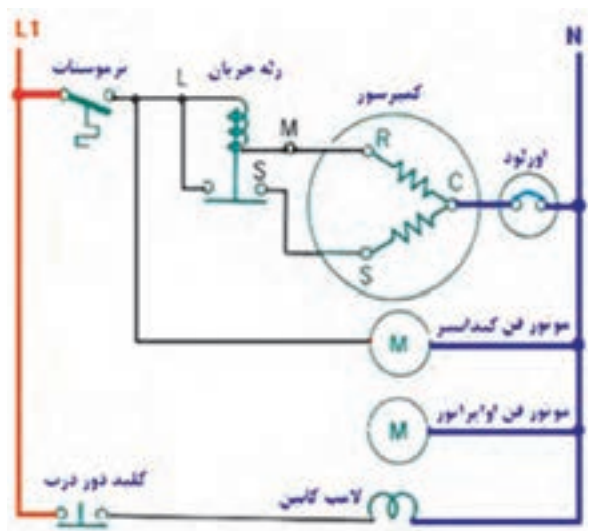 L1
N
ترموستات
L
رله جریان
کمپرسور
M
R
اورلود
S
C
S
موتور فن کندانسر
M
موتور فن اواپراتور
M
کلید دور درب
لامپ کابین